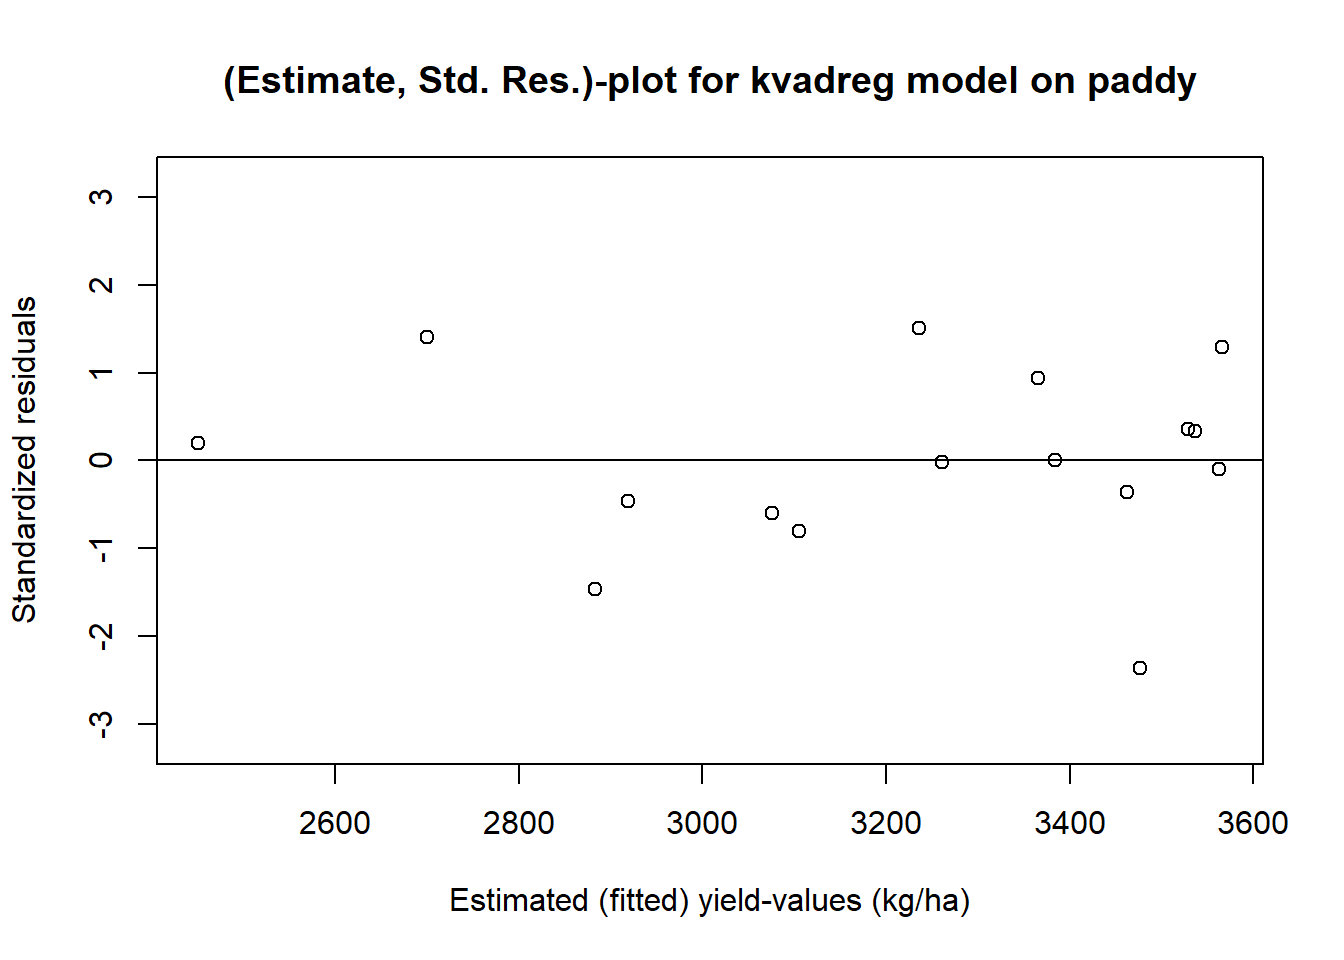 (Estimate, Std. Res.)-plot for kvadreg model on paddy
3
2
1
0
-1
-2
-3
Standardized residuals
2600 2800 3000 3200 3400 3600
Estimated (fitted) yield-values (kg/ha)